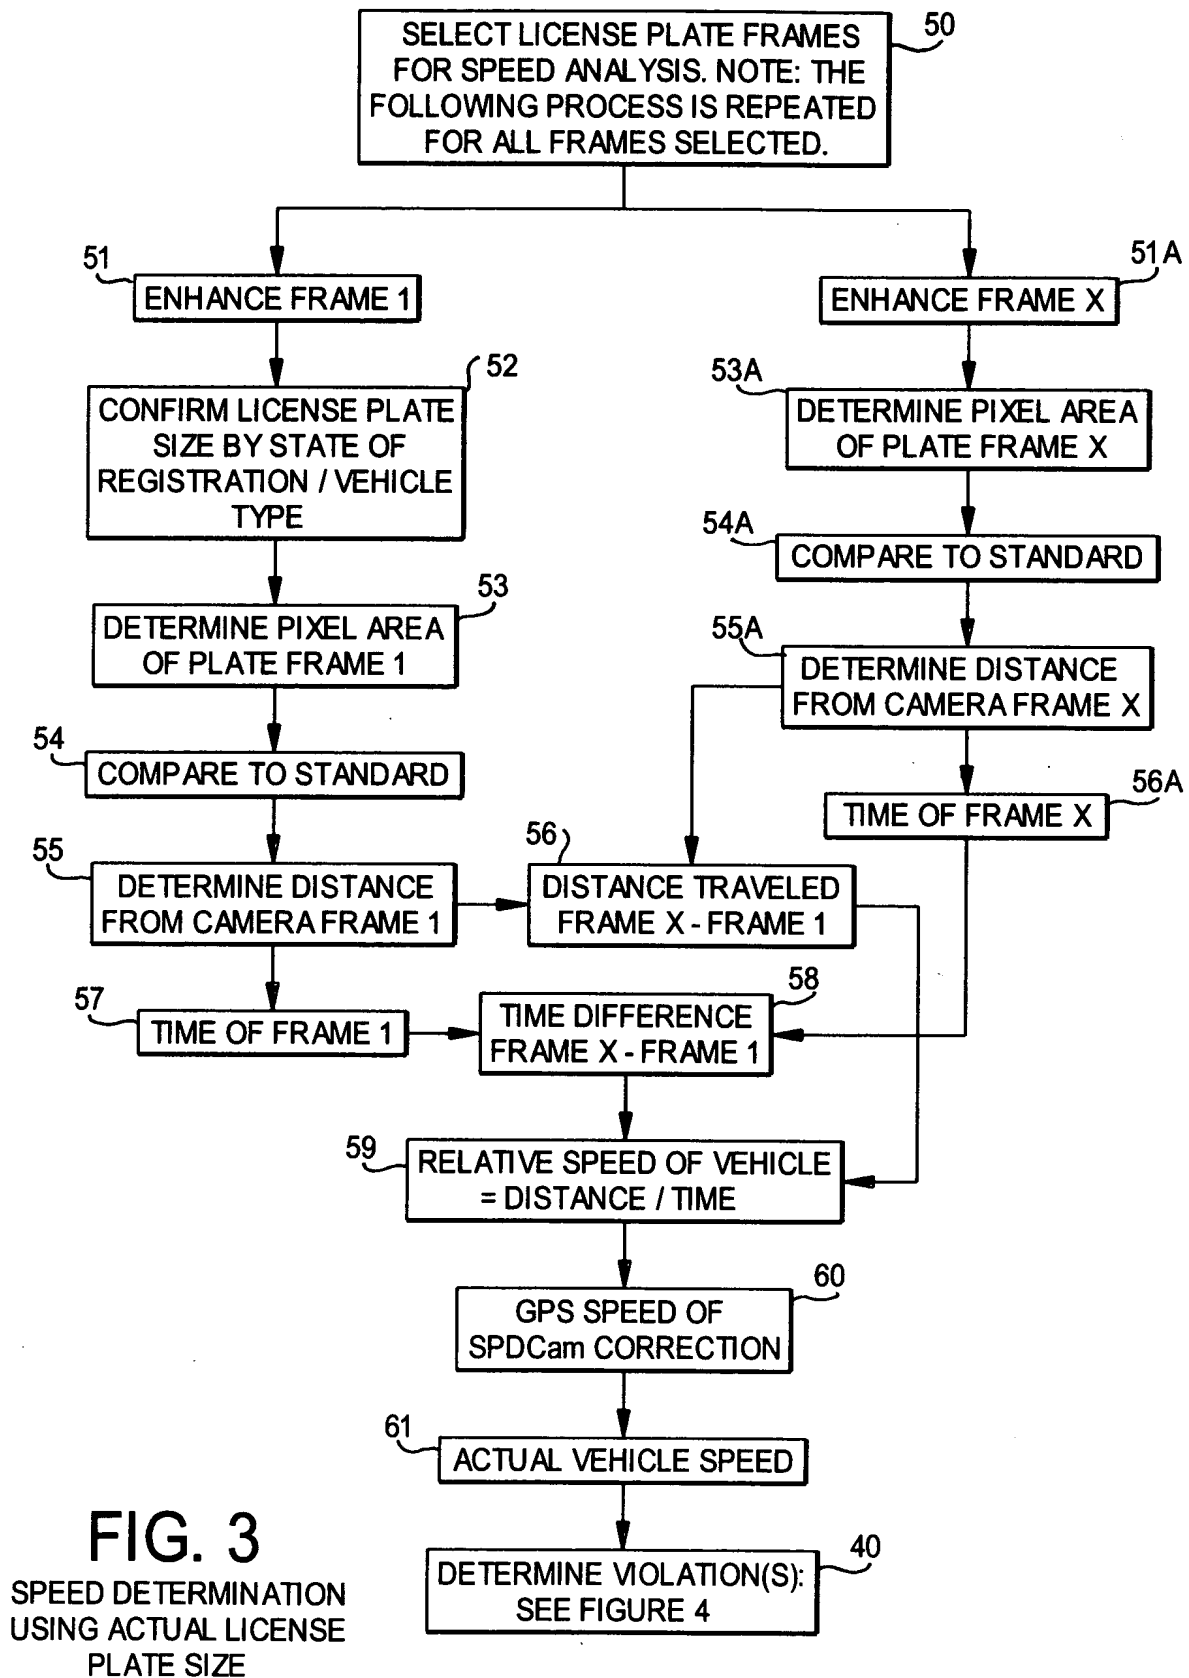 SELECT LICENSE PLATE FRAMES
FOR SPEED ANALYSIS. NOTE: THE
FOLLOWING PROCESS IS REPEATED
FOR ALL FRAMES SELECTED.
50
51
ENHANCE FRAME 1
51A
ENHANCE FRAME X
52
CONFIRM LICENSE PLATE
SIZE BY STATE OF
REGISTRATION / VEHICLE
TYPE
53A
DETERMINE PIXEL AREA
OF PLATE FRAME X
54A
COMPARE TO STANDARD
53
DETERMINE PIXEL AREA
OF PLATE FRAME 1
55A
DETERMINE DISTANCE
FROM CAMERA FRAME X
54
COMPARE TO STANDARD
56A
TIME OF FRAME X
55
DETERMINE DISTANCE
FROM CAMERA FRAME 1
56
DISTANCE TRAVELED
FRAME X - FRAME 1
57
TIME OF FRAME 1
58
TIME DIFFERENCE
FRAME X - FRAME 1
59
RELATIVE SPEED OF VEHICLE
= DISTANCE / TIME
60
GPS SPEED OF
SPDCam CORRECTION
61
ACTUAL VEHICLE SPEED
40
DETERMINE VIOLATION(S):
SEE FIGURE 4
FIG. 3
SPEED DETERMINATION
USING ACTUAL LICENSE
PLATE SIZE